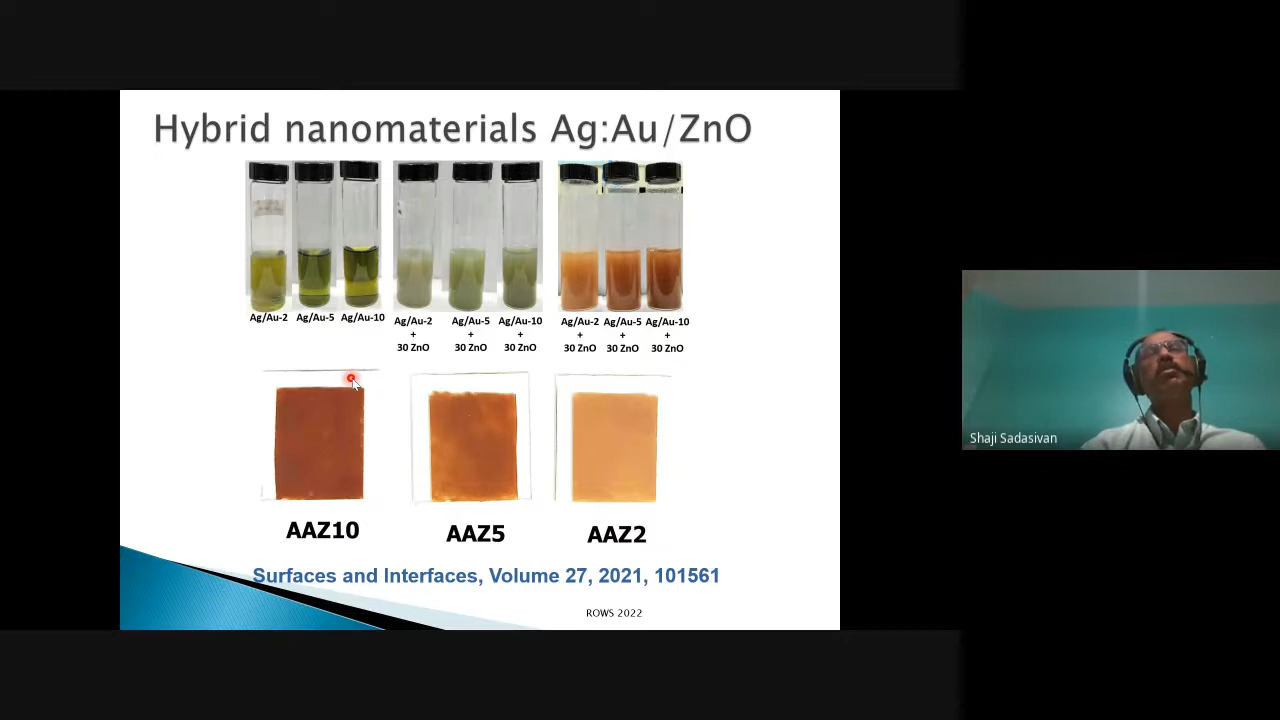 Hybrid nanomaterials Ag:Au/ZnO
Ag/Au-2 Ag/Au-5 Ag/Au-10
Ag/Au-2 Ag/Au-5 Ag/Au-10
+ + +
30 ZnO 30 ZnO 30 ZnO
Ag/Au-2 Ag/Au-5 Ag/Au-10
+ + +
30 ZnO 30 ZnO 30 ZnO
AAZ10 AAZ5 AAZ2
Surfaces and Interfaces, Volume 27, 2021, 101561
ROWS 2022
Shaji Sadasivan